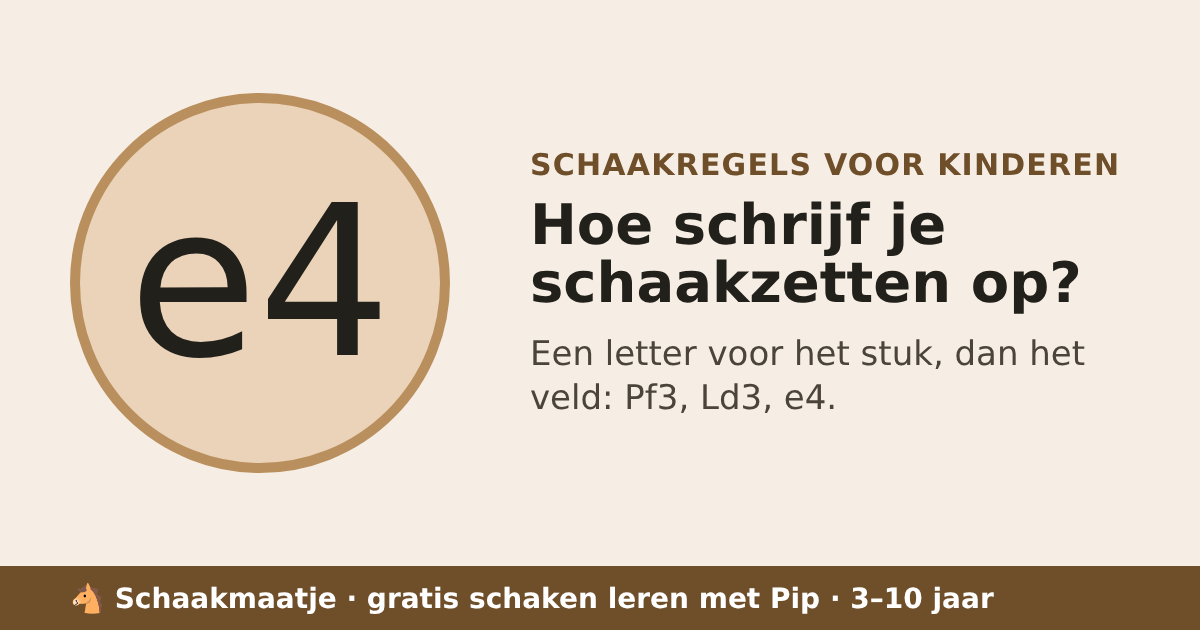 e4
SCHAAKREGELS VOOR KINDEREN
Hoe schrijf je
schaakzetten op?
Een letter voor het stuk, dan het
veld: Pf3, Ld3, e4.
Schaakmaatje · gratis schaken leren met Pip · 3–10 jaar